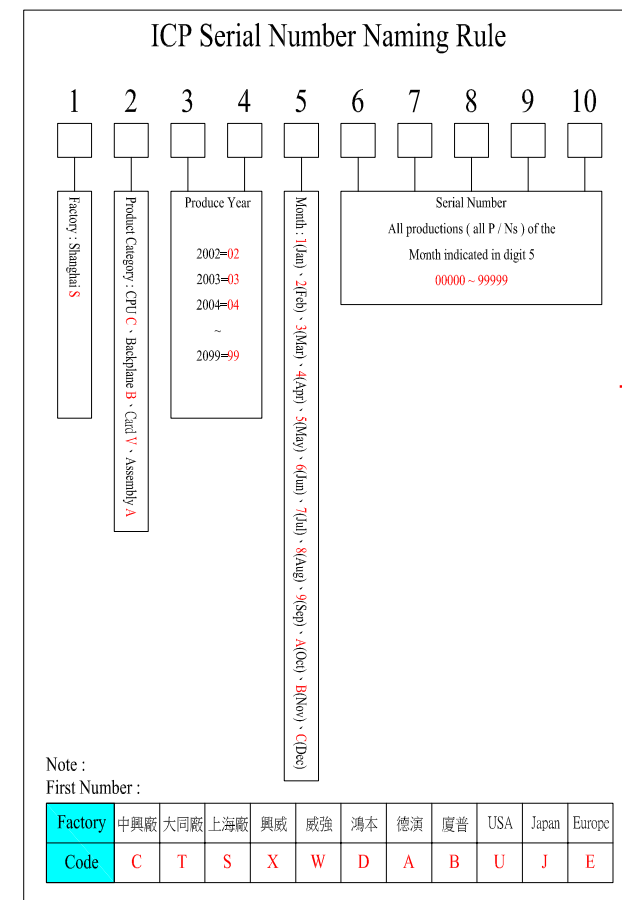 ICP Serial Number Naming Rule
1 2 3 4 5 6 7 8 9 10
Factory : Shanghai S
Product Category : CPU C、Backplane B、Card V、Assembly A
Produce Year
2002=02
2003=03
2004=04
~
2099=99
Month : 1(Jan)、2(Feb)、3(Mar)、4(Apr)、5(May)、6(Jun)、7(Jul)、8(Aug)、9(Sep)、A(Oct)、B(Nov)、C(Dec)
Serial Number
All productions ( all P / Ns ) of the
Month indicated in digit 5
00000 ~ 99999
Note :
First Number :
Factory 中興廠 大同廠 上海廠 興威 威強 鴻本 德演 廈普 USA Japan Europe
Code C T S X W D A B U J E